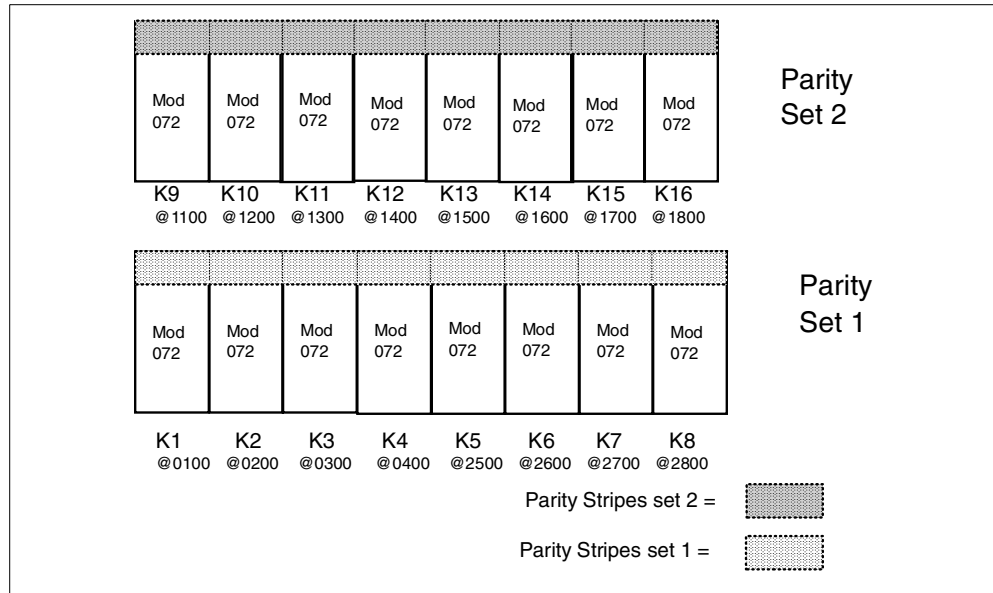 Mod 072 Mod 072 Mod 072 Mod 072 Mod 072 Mod 072 Mod 072 Mod 072
Parity
Set 2
K9 K10 K11 K12 K13 K14 K15 K16
@1100 @1200 @1300 @1400 @1500 @1600 @1700 @1800
Mod 072 Mod 072 Mod 072 Mod 072 Mod 072 Mod 072 Mod 072 Mod 072
Parity
Set 1
K1 K2 K3 K4 K5 K6 K7 K8
@0100 @0200 @0300 @0400 @2500 @2600 @2700 @2800
Parity Stripes set 2 =
Parity Stripes set 1 =